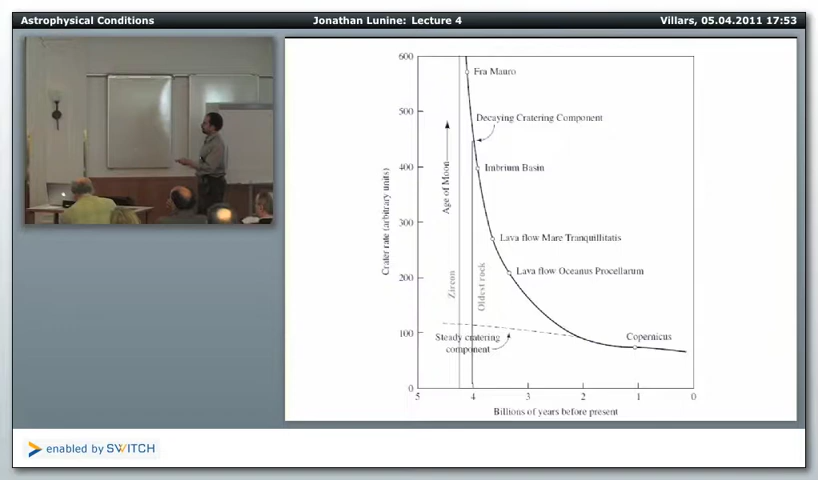 Astrophysical Conditions
Jonathan Lunine: Lecture 4
Villars, 05.04.2011 17:53
600
Fra Mauro
500
Decaying Cratering Component
400
Imbrium Basin
Age of Moon
Crater rate (arbitrary units)
300
Lava flow Mare Tranquillitatis
200
Lava flow Oceanus Procellarum
Zircon
Oldest rock
100
Steady cratering
component
Copernicus
0
5 4 3 2 1 0
Billions of years before present
enabled by SWITCH